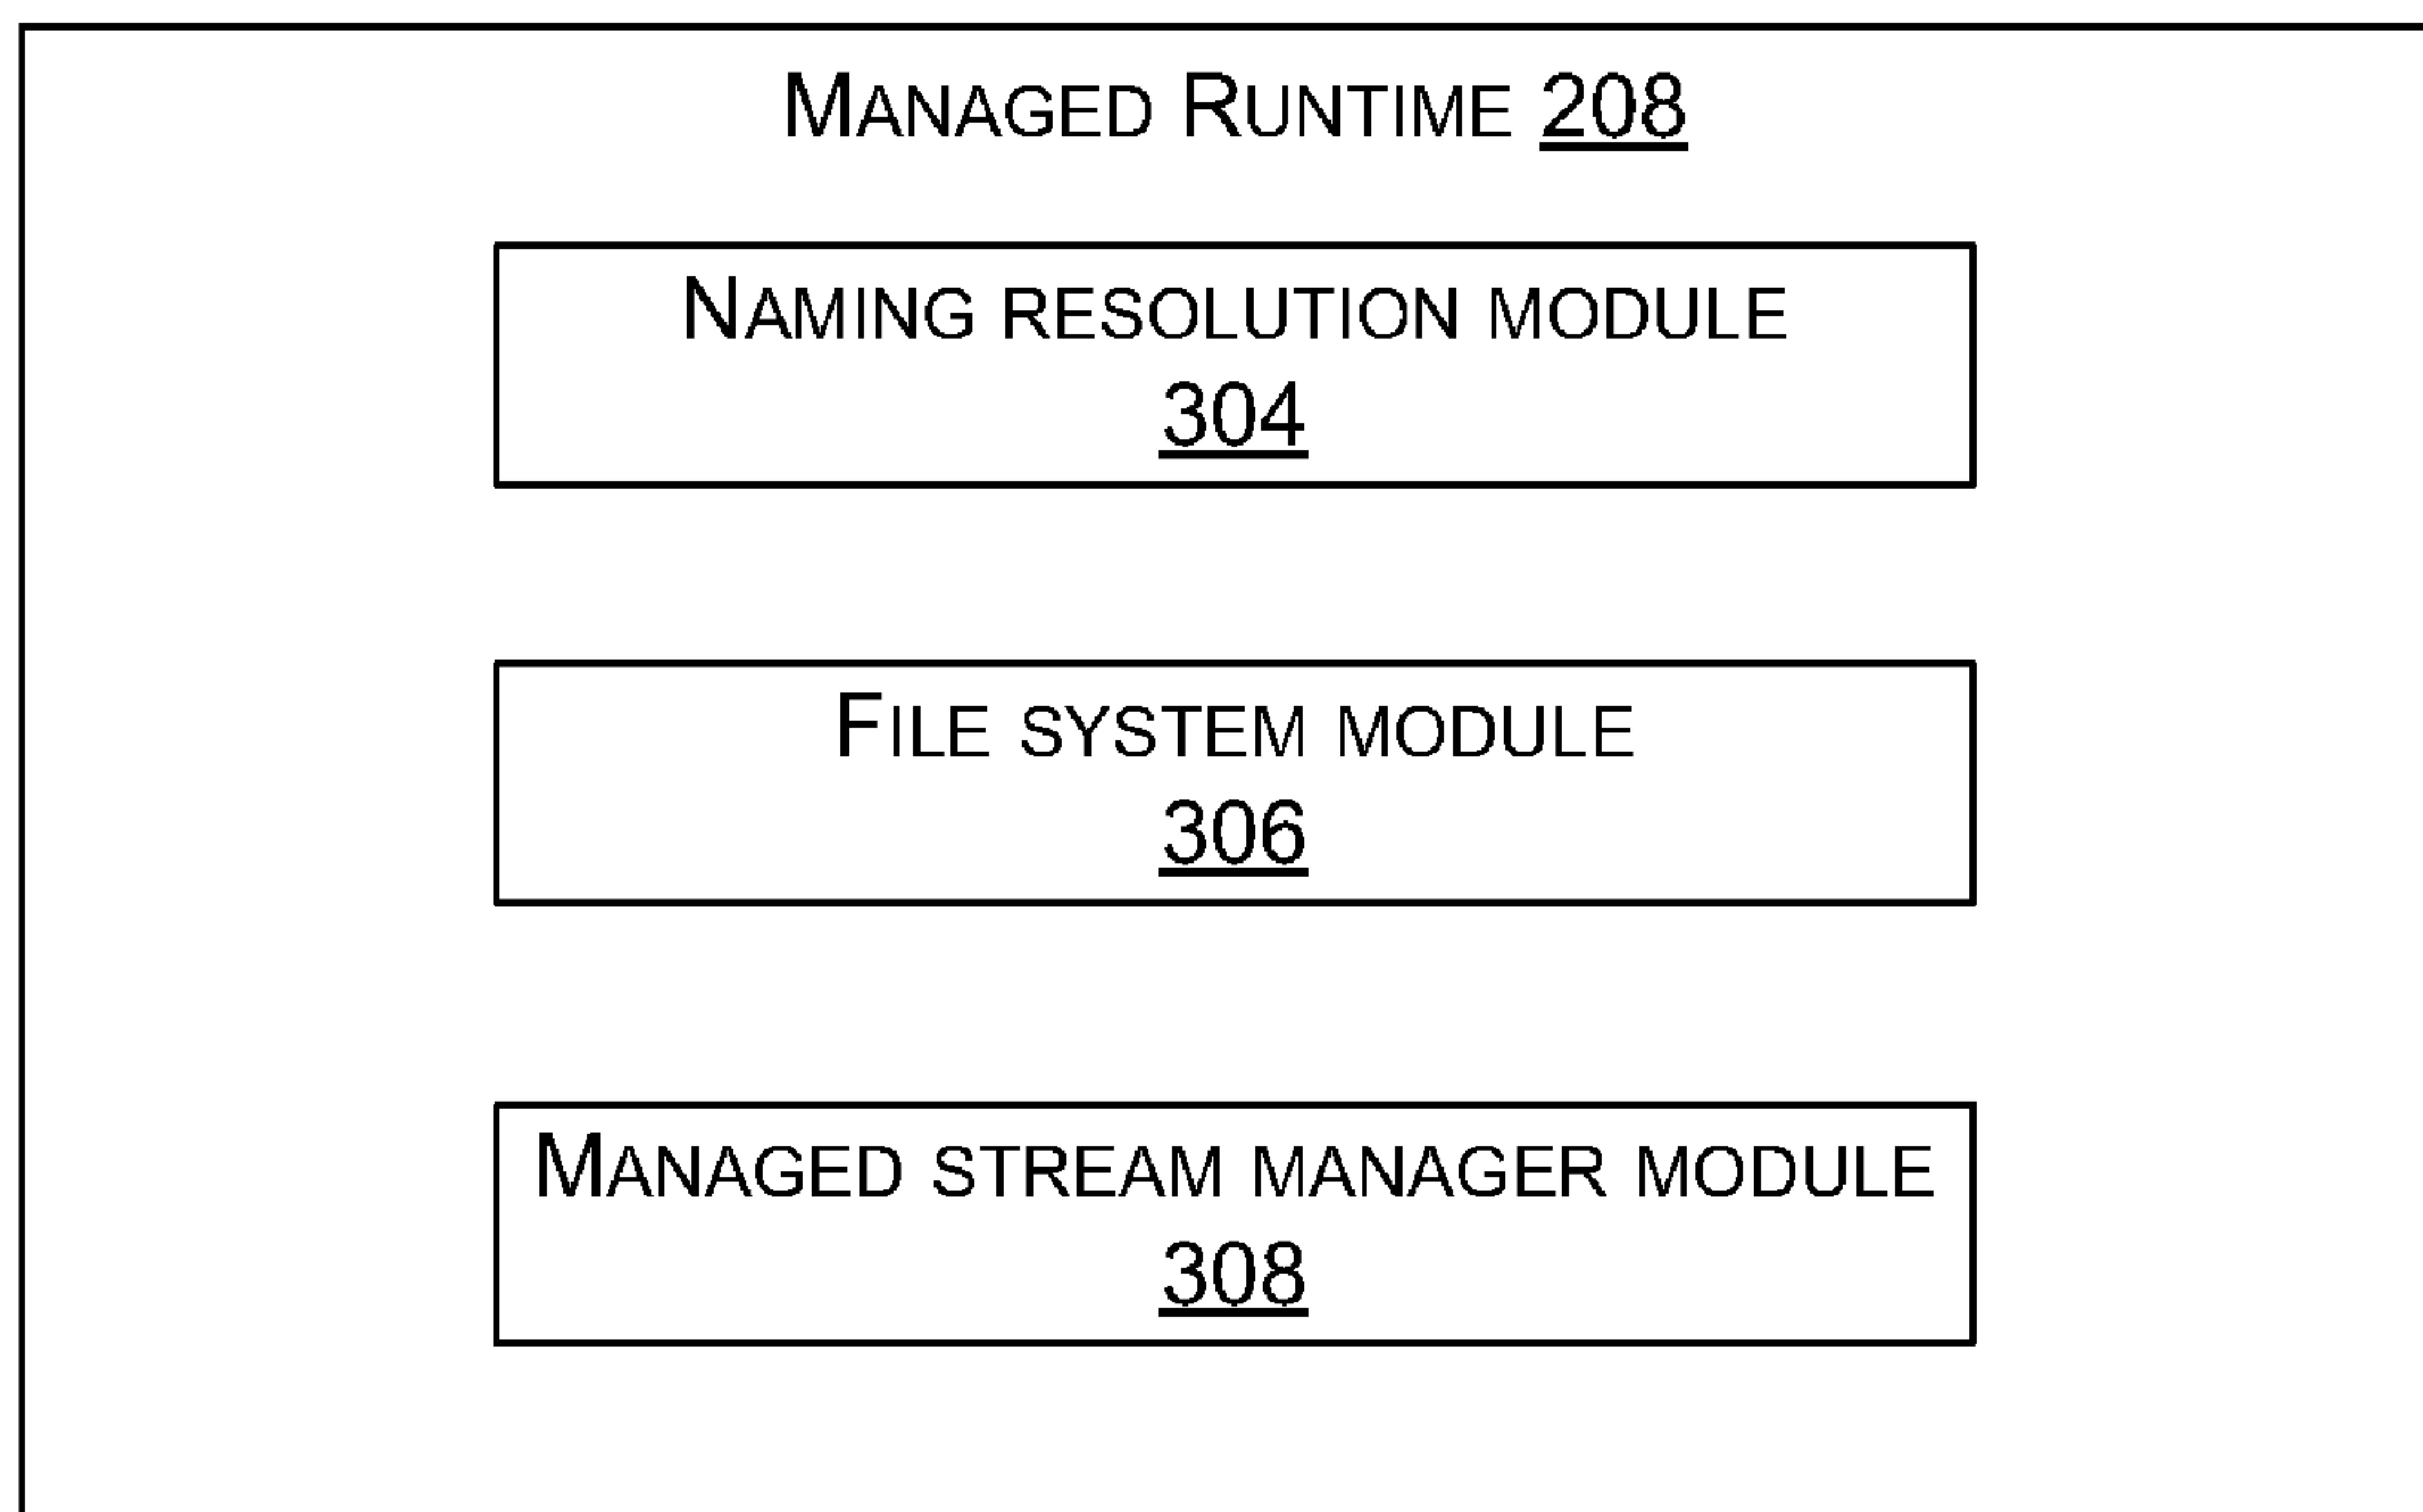 Managed Runtime 208
Naming resolution module
304
File system module
306
Managed stream manager module
308